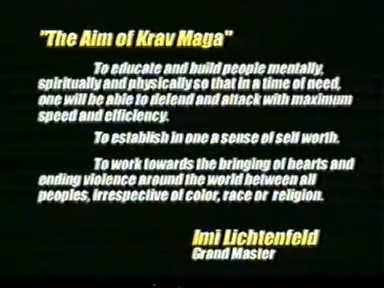 "The Aim of Krav Maga"
To educate and build people mentally,
spiritually and physically so that in a time of need,
one will be able to defend and attack with maximum
speed and efficiency.
To establish in one a sense of self worth.
To work towards the bringing of hearts and
ending violence around the world between all
peoples, irrespective of color, race or religion.
Imi Lichtenfeld
Grand Master